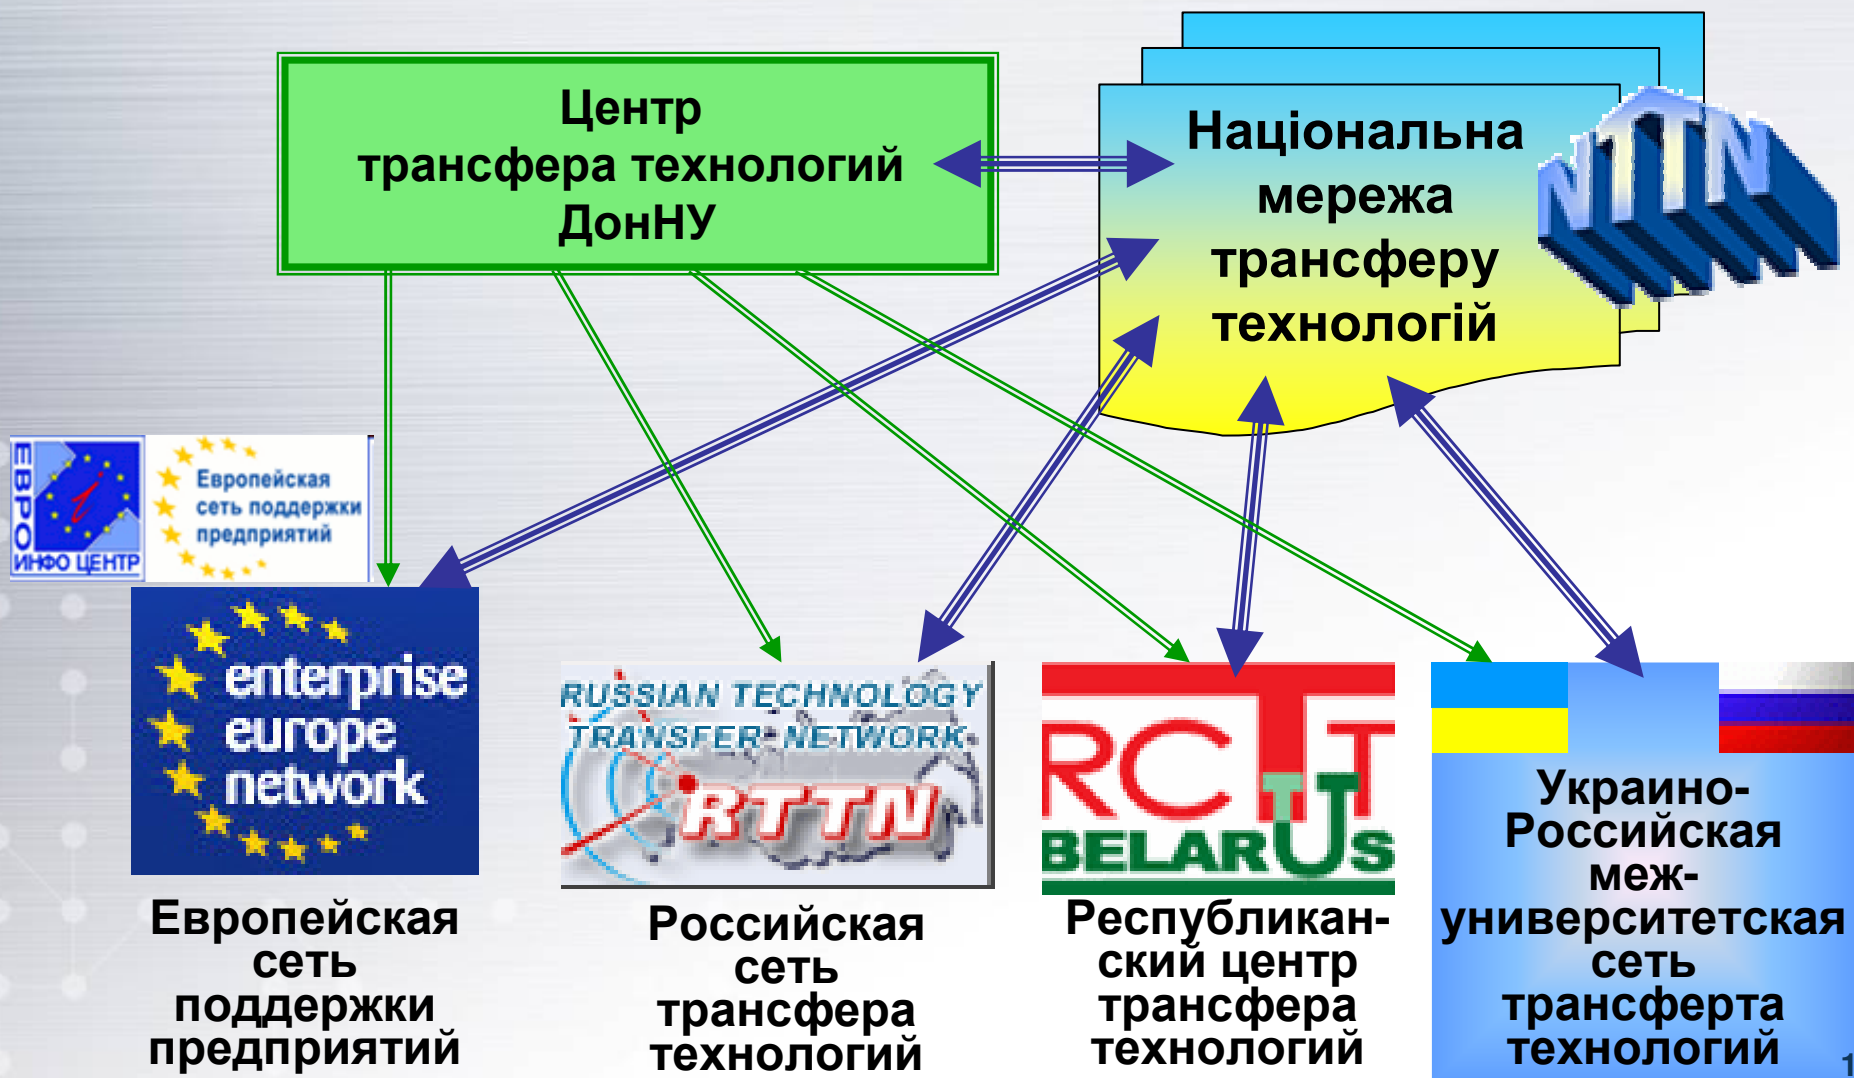 Центр
трансфера технологий
ДонНУ
Національна
мережа
трансферу
технологій
NTTN
ЕВРО
ИНФО ЦЕНТР
i
Европейская
сеть поддержки
предприятий
enterprise
europe
network
Европейская
сеть
поддержки
предприятий
RUSSIAN TECHNOLOGY
TRANSFER NETWORK
RTTN
Российская
сеть
трансфера
технологий
RCTT
BELARUS
Республикан-
ский центр
трансфера
технологий
Украино-
Российская
меж-
университетская
сеть
трансферта
технологий
1